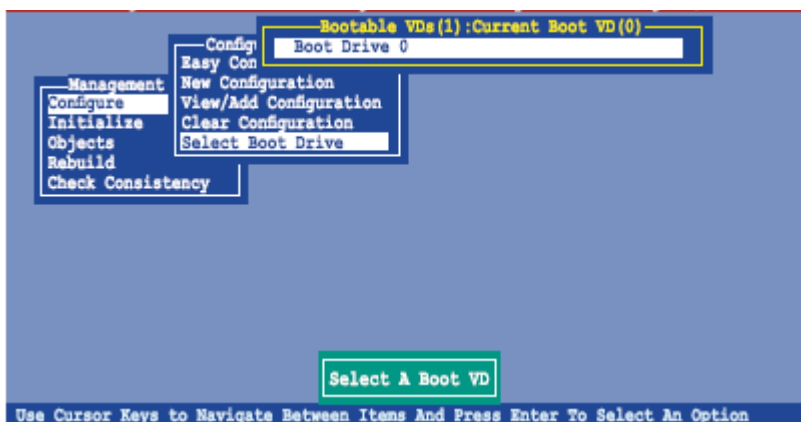 Bootable VDs(1):Current Boot VD(0)
Boot Drive 0
Easy Con
New Configuration
View/Add Configuration
Clear Configuration
Select Boot Drive
Management
Configure
Initialize
Objects
Rebuild
Check Consistency
Select A Boot VD
Use Cursor Keys to Navigate Between Items And Press Enter To Select An Option